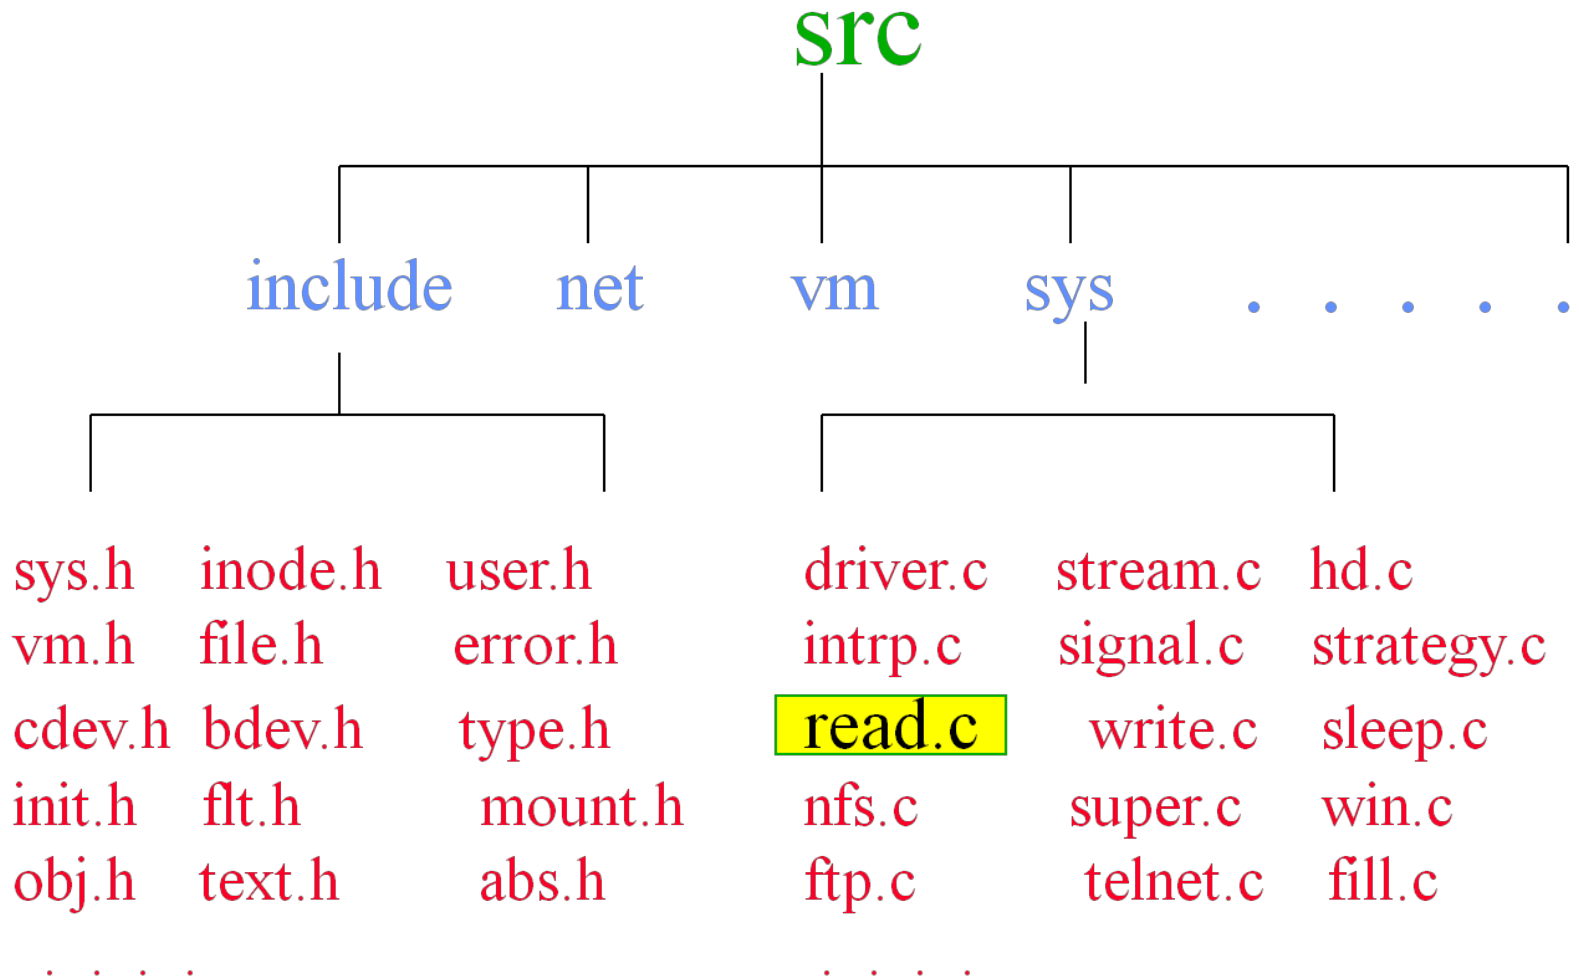 src
include net vm sys . . . . .
sys.h inode.h user.h driver.c stream.c hd.c
vm.h file.h error.h intrp.c signal.c strategy.c
cdev.h bdev.h type.h read.c write.c sleep.c
init.h flt.h mount.h nfs.c super.c win.c
obj.h text.h abs.h ftp.c telnet.c fill.c
. . . . . . . .